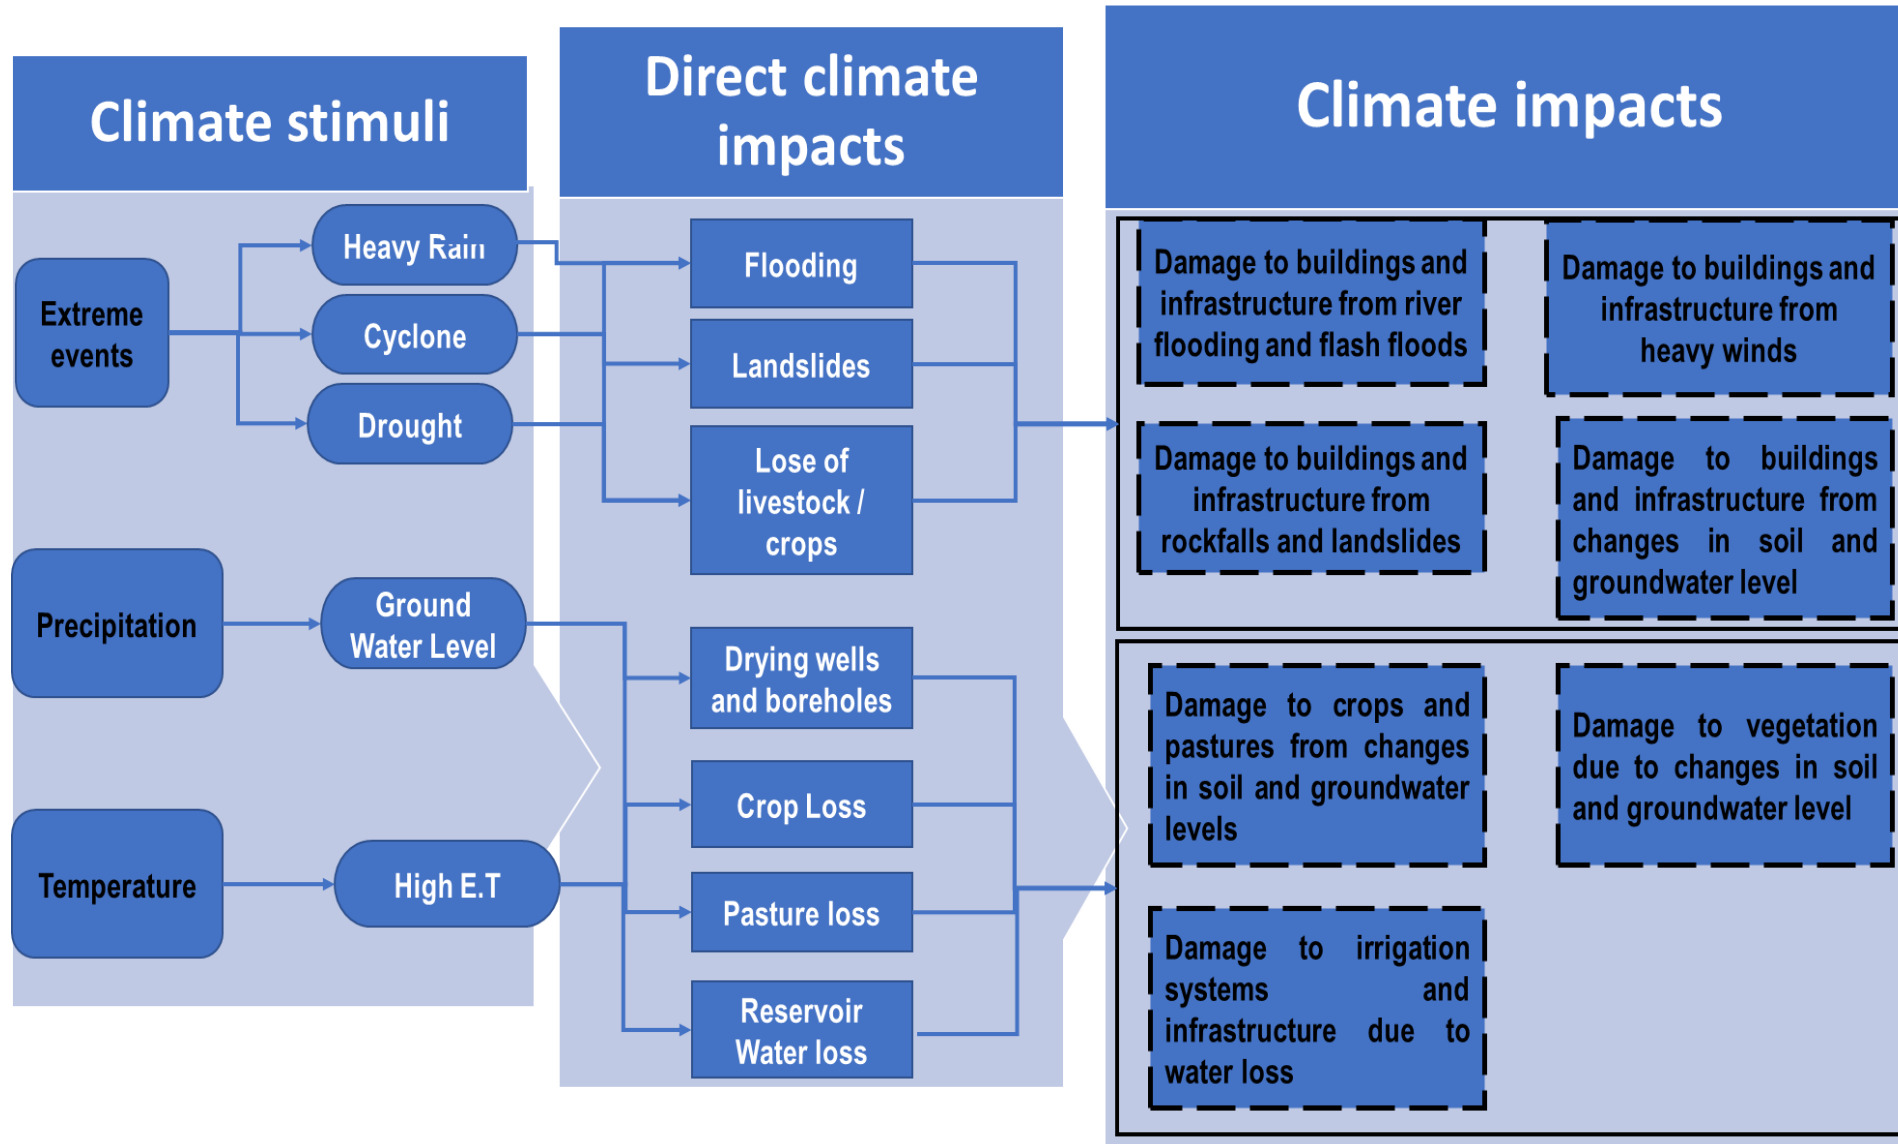 Climate stimuli
Direct climate
impacts
Climate impacts
Extreme
events
Heavy Rain
Cyclone
Drought
Precipitation
Ground
Water Level
Temperature
High E.T
Flooding
Landslides
Lose of
livestock /
crops
Drying wells
and boreholes
Crop Loss
Pasture loss
Reservoir
Water loss
Damage to buildings and
infrastructure from river
flooding and flash floods
Damage to buildings and
infrastructure from
heavy winds
Damage to buildings and
infrastructure from
rockfalls and landslides
Damage to buildings
and infrastructure from
changes in soil and
groundwater level
Damage to crops and
pastures from changes
in soil and groundwater
levels
Damage to vegetation
due to changes in soil
and groundwater level
Damage to irrigation
systems and
infrastructure due to
water loss